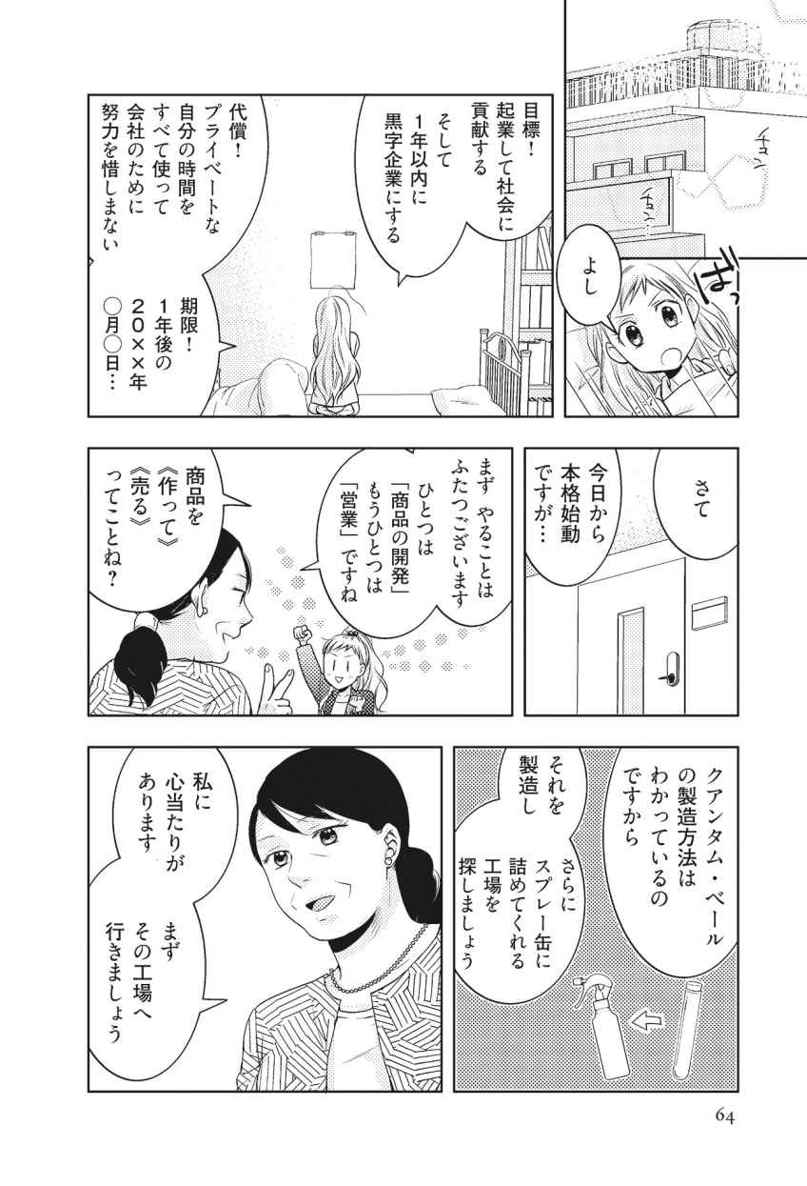 チュン
チュン…
ばっ
よし
目標！
起業して社会に
貢献する
そして
1年以内に
黒字企業にする
代償！
プライベートな
自分の時間を
すべて使って
会社のために
努力を惜しまない
期限！
1年後の
20××年
〇月〇日…
さて
今日から
本格始動
ですが…
まず やることは
ふたつございます
ひとつは
「商品の開発」
もうひとつは
「営業」ですね
商品を
《作って》
《売る》
ってことね？
クアンタム・ベール
の製造方法は
わかっているの
ですから
それを
製造し
さらに
スプレー缶に
詰めてくれる
工場を
探しましょう
私に
心当たりが
あります
まず
その工場へ
行きましょう
64